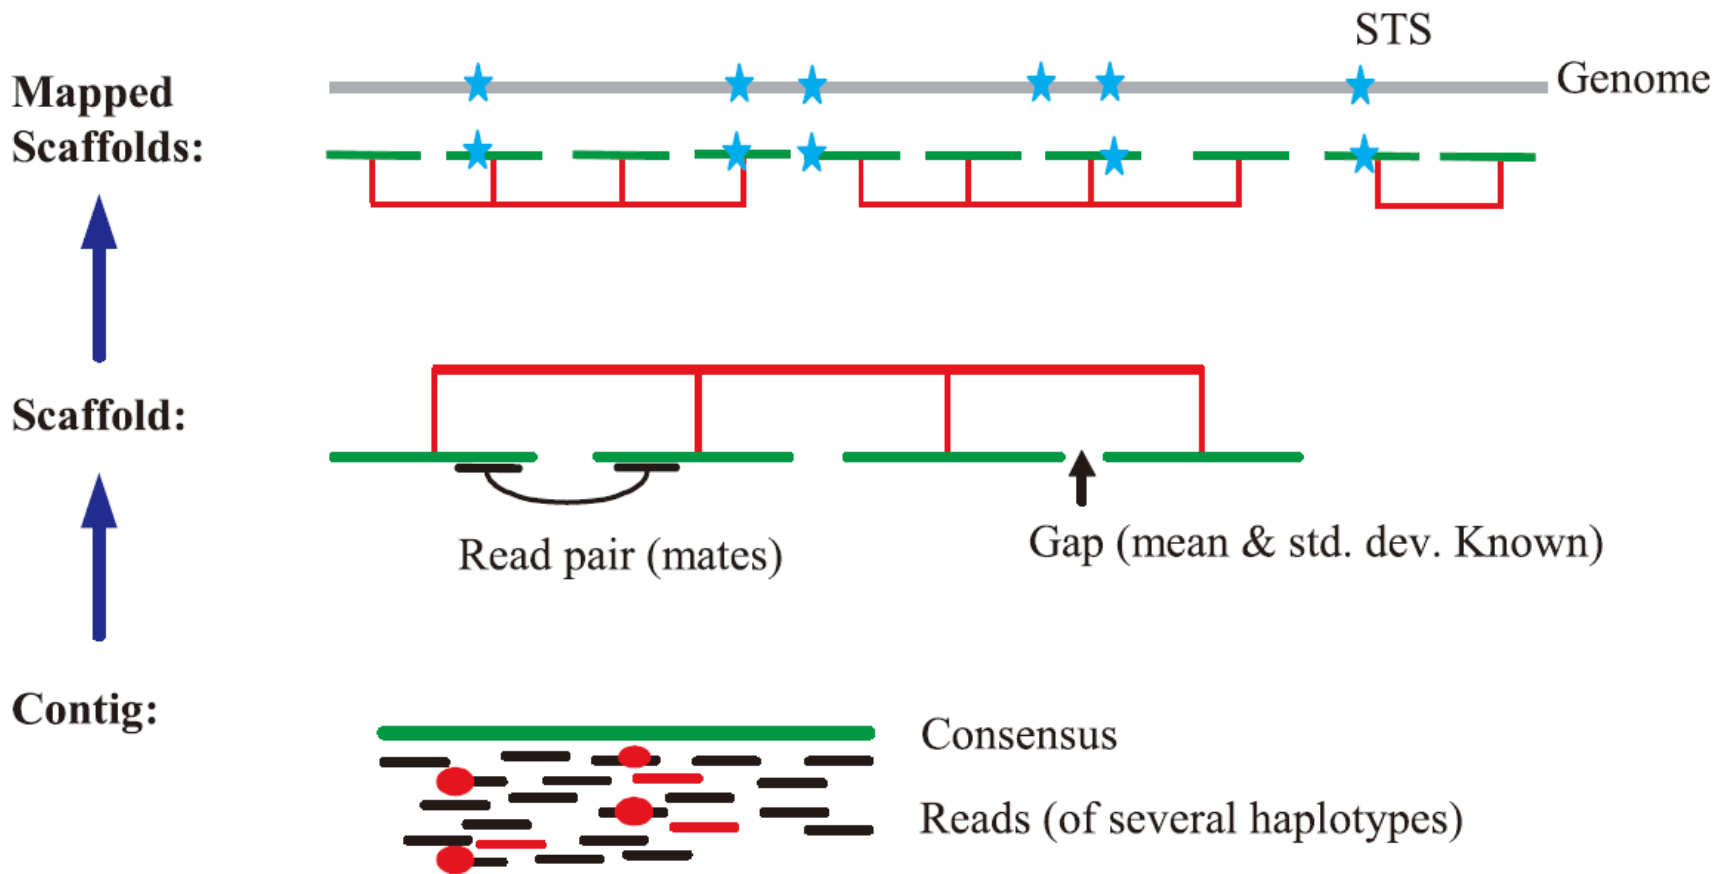 STS
Genome
Mapped
Scaffolds:
Scaffold:
Read pair (mates)
Gap (mean & std. dev. Known)
Contig:
Consensus
Reads (of several haplotypes)